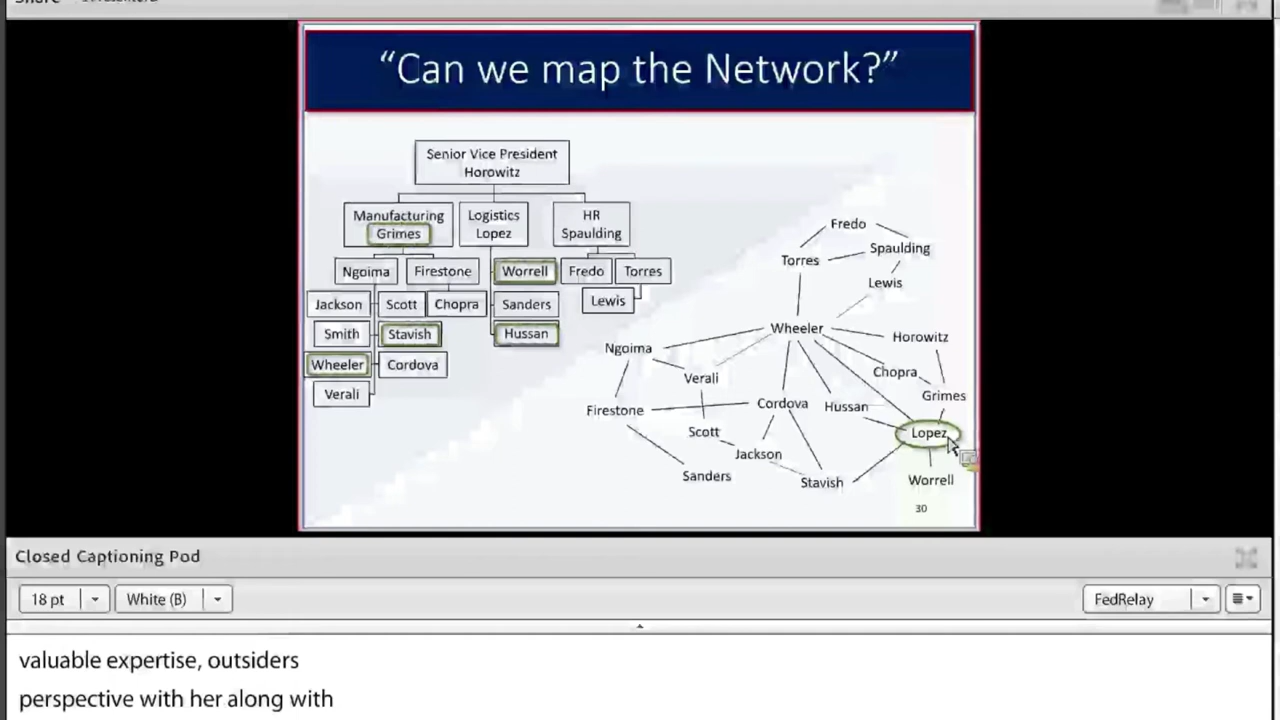 “Can we map the Network?”
Senior Vice President
Horowitz
Manufacturing
Grimes
Logistics
Lopez
HR
Spaulding
Ngoima
Firestone
Worrell
Fredo
Torres
Jackson
Scott
Chopra
Sanders
Lewis
Smith
Stavish
Hussan
Wheeler
Cordova
Verali
Fredo
Spaulding
Torres
Lewis
Wheeler
Horowitz
Ngoima
Chopra
Verali
Grimes
Firestone
Cordova
Hussan
Scott
Lopez
Jackson
Sanders
Stavish
Worrell
30
Closed Captioning Pod
18 pt
White (B)
FedRelay
valuable expertise, outsiders
perspective with her along with